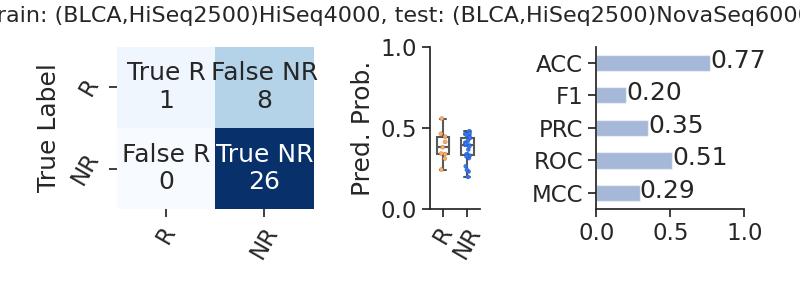 rain: (BLCA,HiSeq2500)HiSeq4000, test: (BLCA,HiSeq2500)NovaSeq600
True Label
R
NR
True R
1
False NR
8
False R
0
True NR
26
R
NR
Pred. Prob.
1.0
0.5
0.0
R
NR
ACC
0.77
F1
0.20
PRC
0.35
ROC
0.51
MCC
0.29
0.0
0.5
1.0